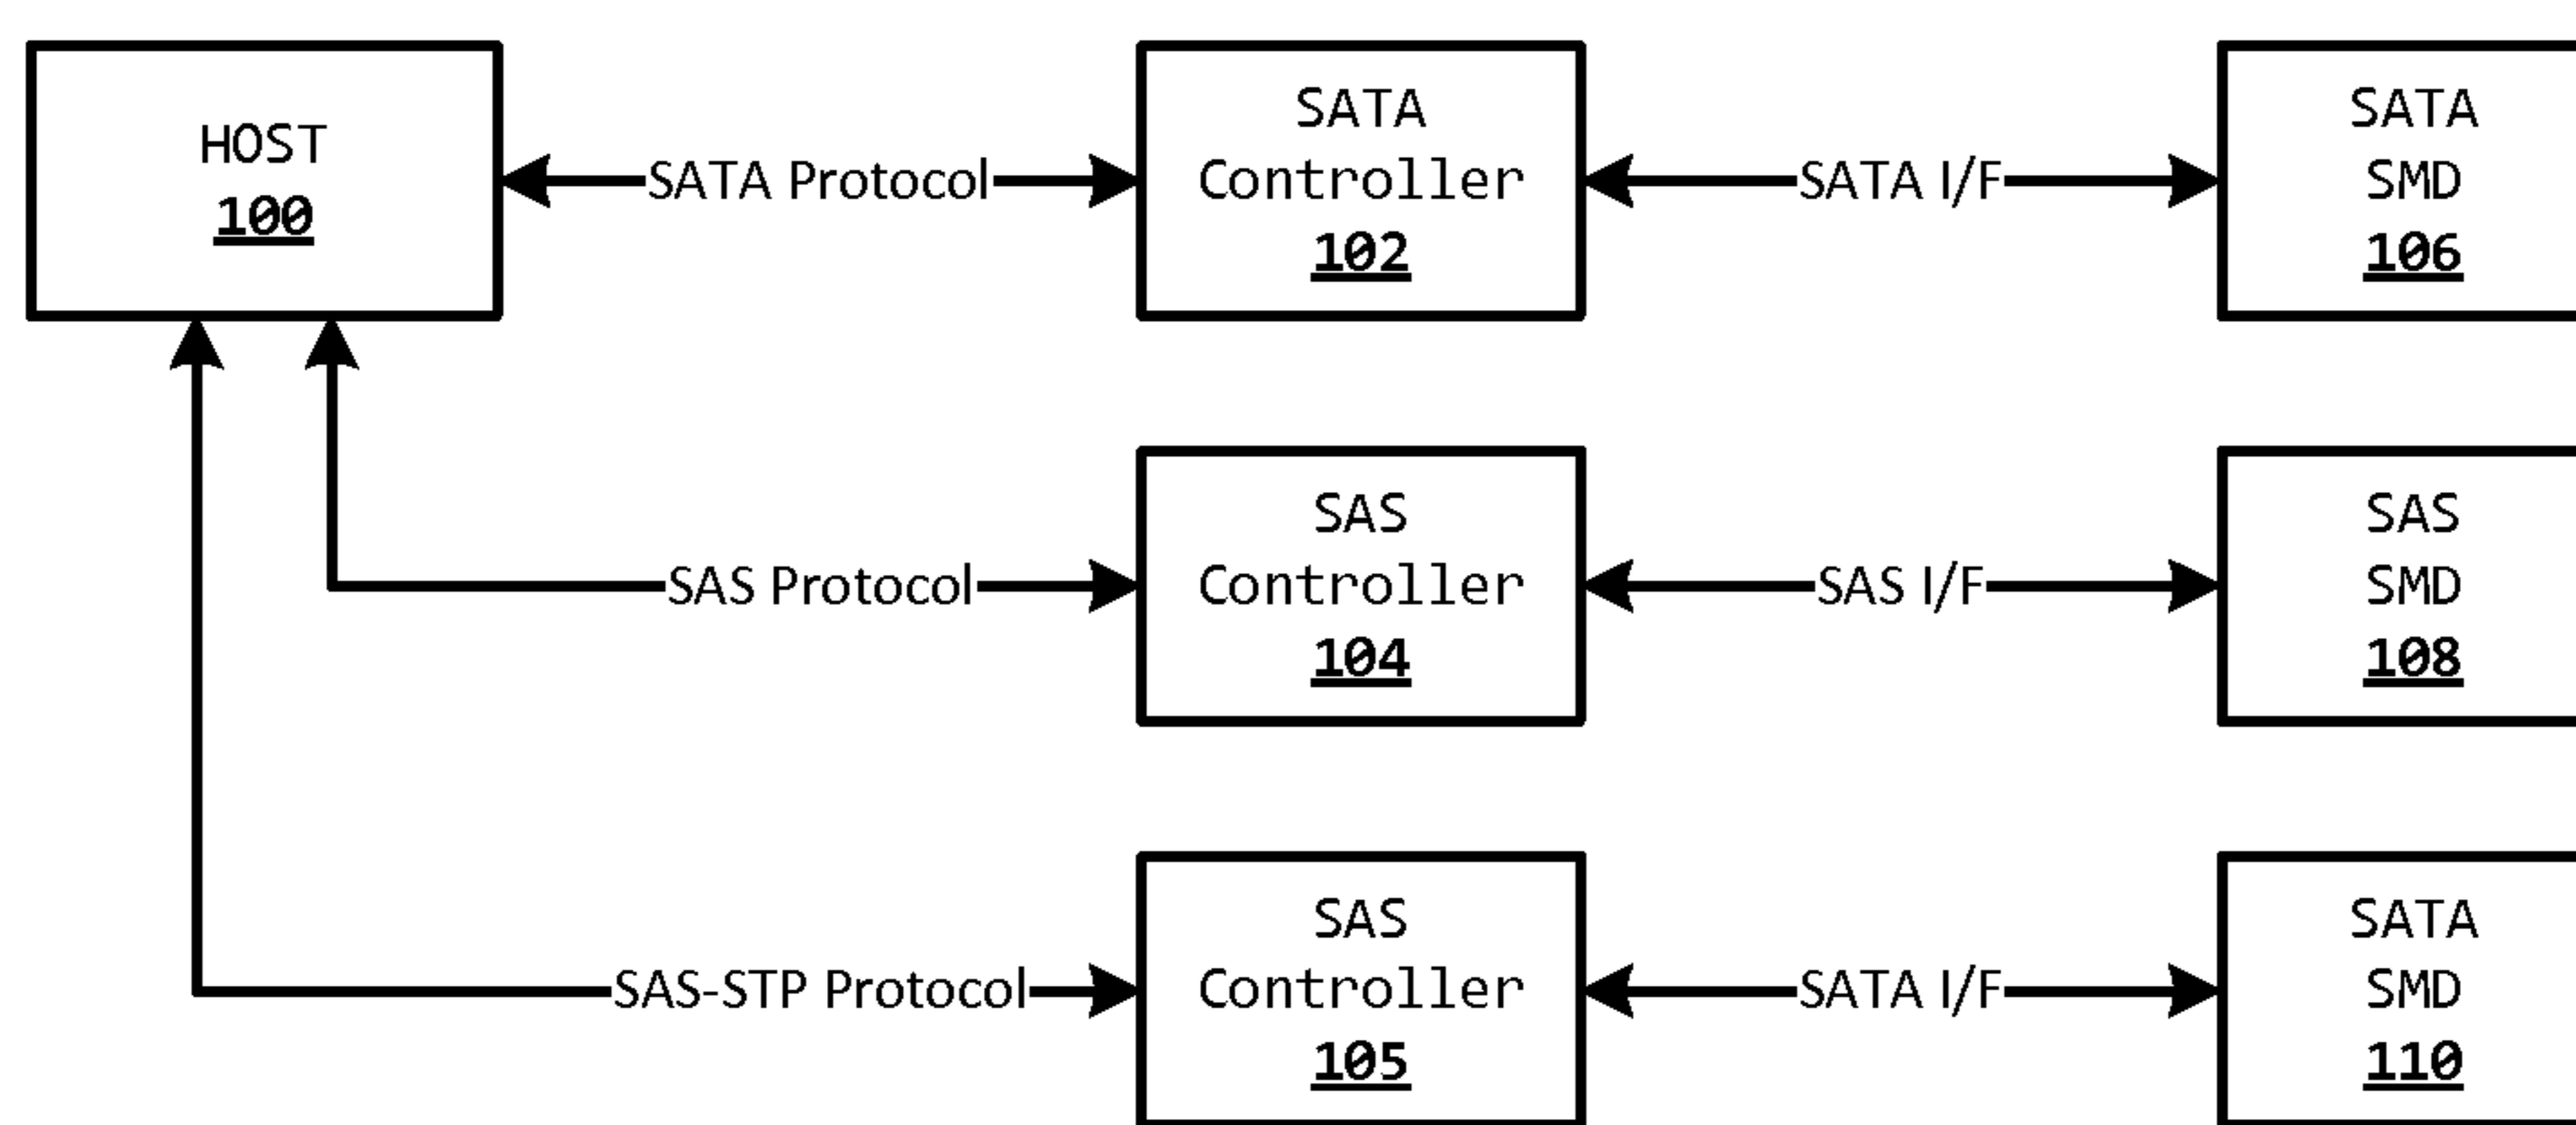 HOST
100
SATA Protocol
SATA
Controller
102
SATA I/F
SATA
SMD
106
SAS Protocol
SAS
Controller
104
SAS I/F
SAS
SMD
108
SAS-STP Protocol
SAS
Controller
105
SATA I/F
SATA
SMD
110